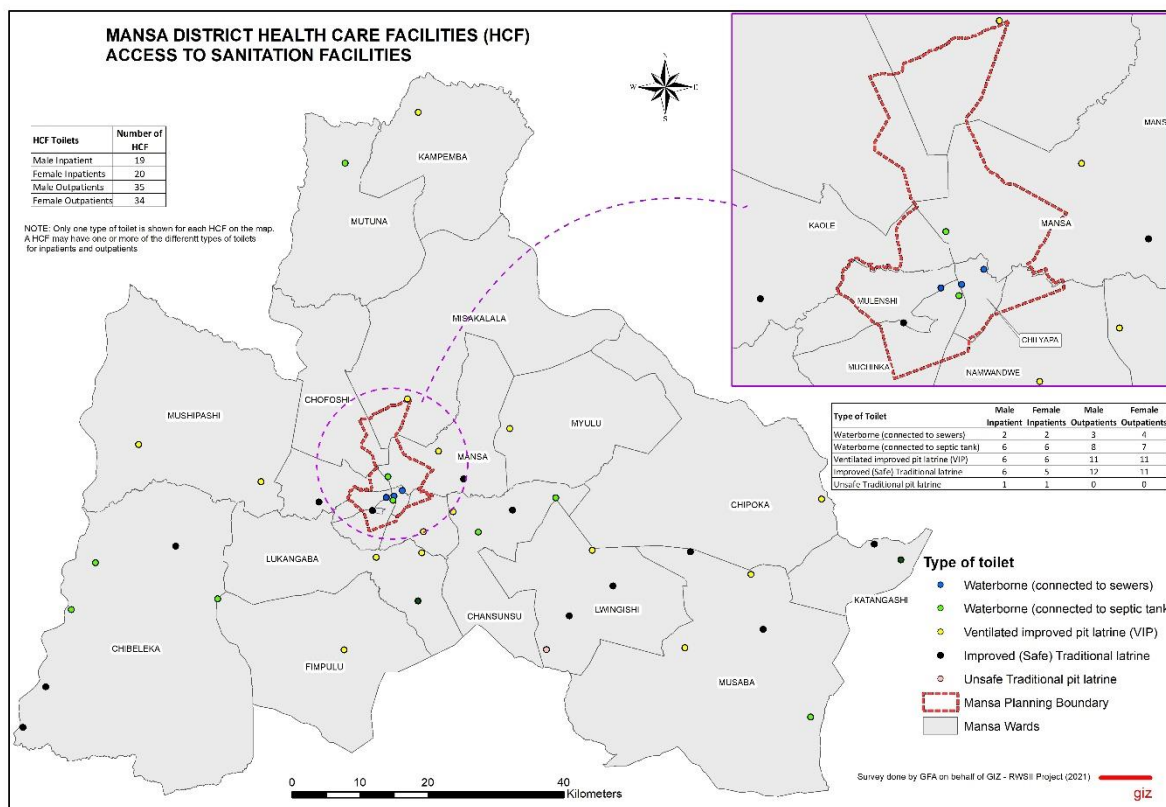 MANSA DISTRICT HEALTH CARE FACILITIES (HCF)
ACCESS TO SANITATION FACILITIES
N
W E
S
HCF Toilets Number of HCF
Male Inpatient 19
Female Inpatients 20
Male Outpatients 35
Female Outpatients 34
NOTE: Only one type of toilet is shown for each HCF on the map.
A HCF may have one or more of the differentt types of toilets
for inpatients and outpatients
KAMPEMBA
MUTUNA
MISAKALALA
MUSHIPASHI
CHOFOSHI
MYULU
MANSA
CHIPOKA
LUKANGABA
KATANGASHI
CHANSUNSU
LWINGISHI
CHIBELEKA
FIMPULU
MUSABA
MANS
KAOLE
MANSA
MULENSHI
CHILYAPA
MUCHINKA
NAMWANDWE
Type of Toilet Male Inpatient Female Inpatients Male Outpatients Female Outpatients
Waterborne (connected to sewers) 2 2 3 4
Waterborne (connected to septic tank) 6 6 8 7
Ventilated improved pit latrine (VIP) 6 6 11 11
Improved (Safe) Traditional latrine 6 5 12 11
Unsafe Traditional pit latrine 1 1 0 0
Type of toilet
Waterborne (connected to sewers)
Waterborne (connected to septic tank
Ventilated improved pit latrine (VIP)
Improved (Safe) Traditional latrine
Unsafe Traditional pit latrine
Mansa Planning Boundary
Mansa Wards
0 10 20 40
Kilometers
Survey done by GFA on behalf of GIZ - RWSII Project (2021)
giz